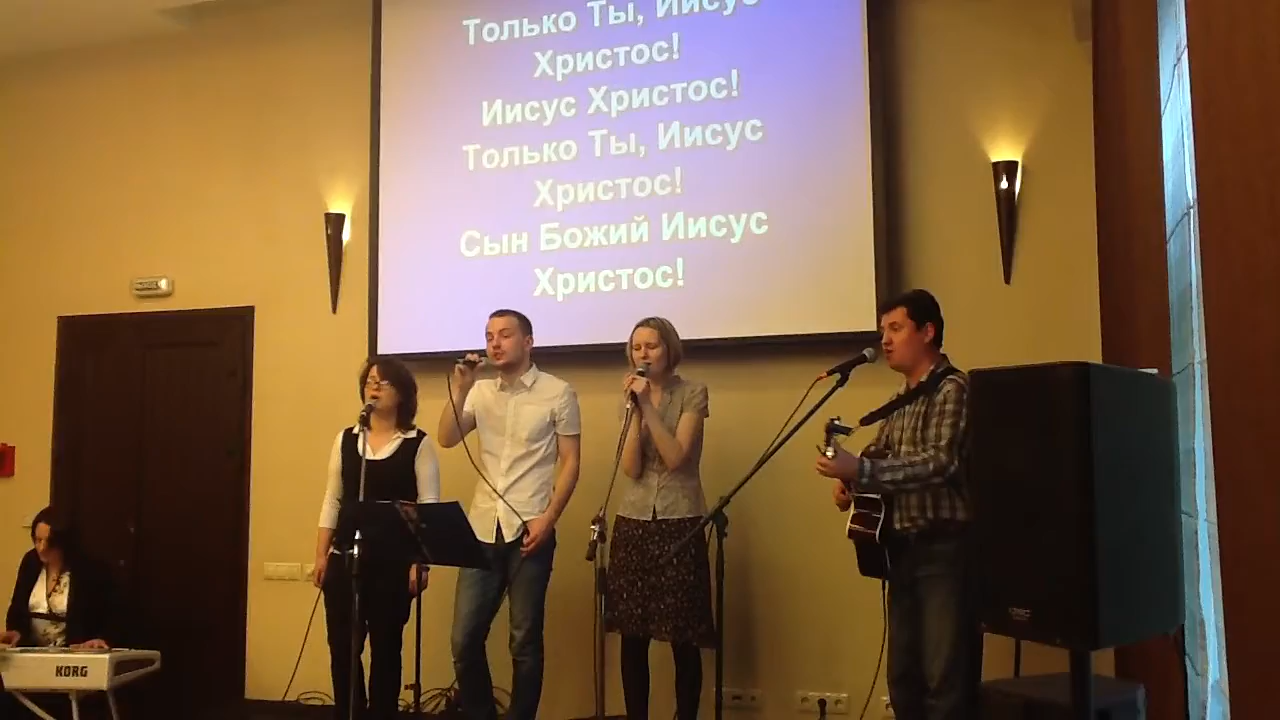 Только Ты, Иисус
Христос!
Иисус Христос!
Только Ты, Иисус
Христос!
Сын Божий Иисус
Христос!
KORG